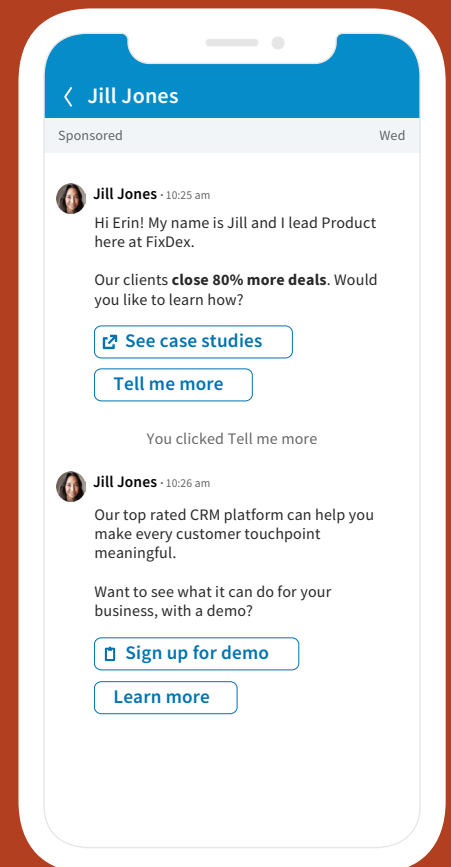 Jill Jones
Sponsored Wed
Jill Jones · 10:25 am
Hi Erin! My name is Jill and I lead Product
here at FixDex.
Our clients close 80% more deals. Would
you like to learn how?
See case studies
Tell me more
You clicked Tell me more
Jill Jones · 10:26 am
Our top rated CRM platform can help you
make every customer touchpoint
meaningful.
Want to see what it can do for your
business, with a demo?
Sign up for demo
Learn more